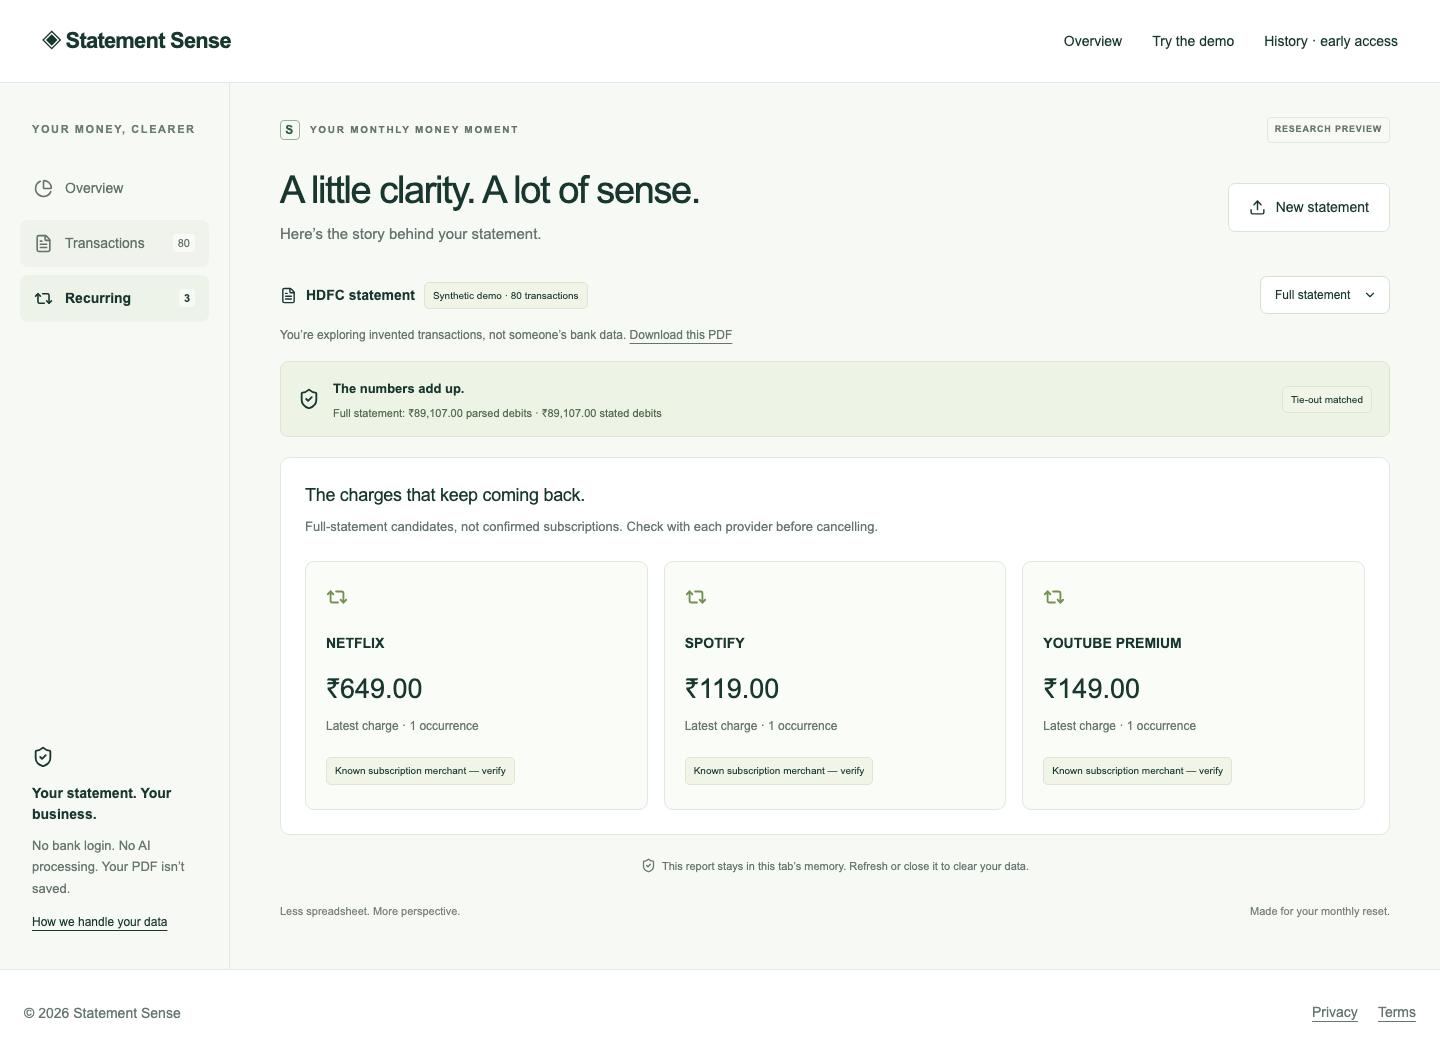 Statement Sense
Overview
Try the demo
History · early access
YOUR MONEY, CLEARER
Overview
Transactions 80
Recurring 3
Your statement. Your
business.
No bank login. No AI
processing. Your PDF isn’t
saved.
How we handle your data
S YOUR MONTHLY MONEY MOMENT
RESEARCH PREVIEW
A little clarity. A lot of sense.
Here’s the story behind your statement.
New statement
HDFC statement
Synthetic demo · 80 transactions
Full statement
You’re exploring invented transactions, not someone’s bank data. Download this PDF
The numbers add up.
Full statement: ₹89,107.00 parsed debits · ₹89,107.00 stated debits
Tie-out matched
The charges that keep coming back.
Full-statement candidates, not confirmed subscriptions. Check with each provider before cancelling.
NETFLIX
₹649.00
Latest charge · 1 occurrence
Known subscription merchant — verify
SPOTIFY
₹119.00
Latest charge · 1 occurrence
Known subscription merchant — verify
YOUTUBE PREMIUM
₹149.00
Latest charge · 1 occurrence
Known subscription merchant — verify
This report stays in this tab’s memory. Refresh or close it to clear your data.
Less spreadsheet. More perspective.
Made for your monthly reset.
© 2026 Statement Sense
Privacy
Terms